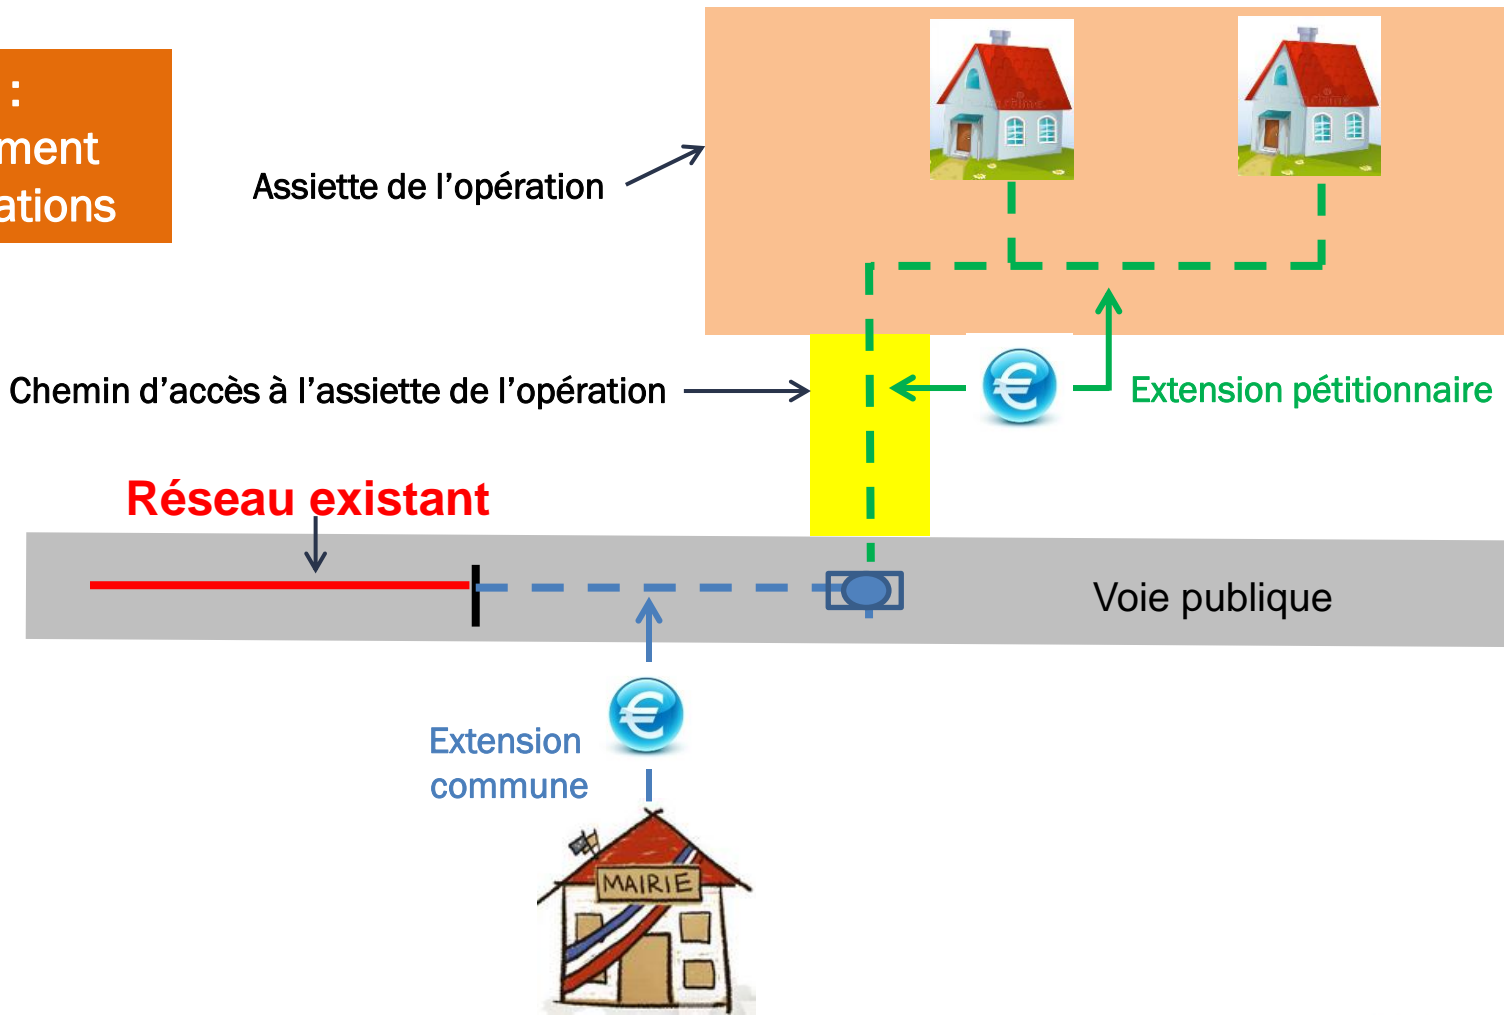 :
ment
ations
Assiette de l'opération
Chemin d'accès à l'assiette de l'opération
Extension pétitionnaire
Réseau existant
Voie publique
Extension
commune
MAIRIE